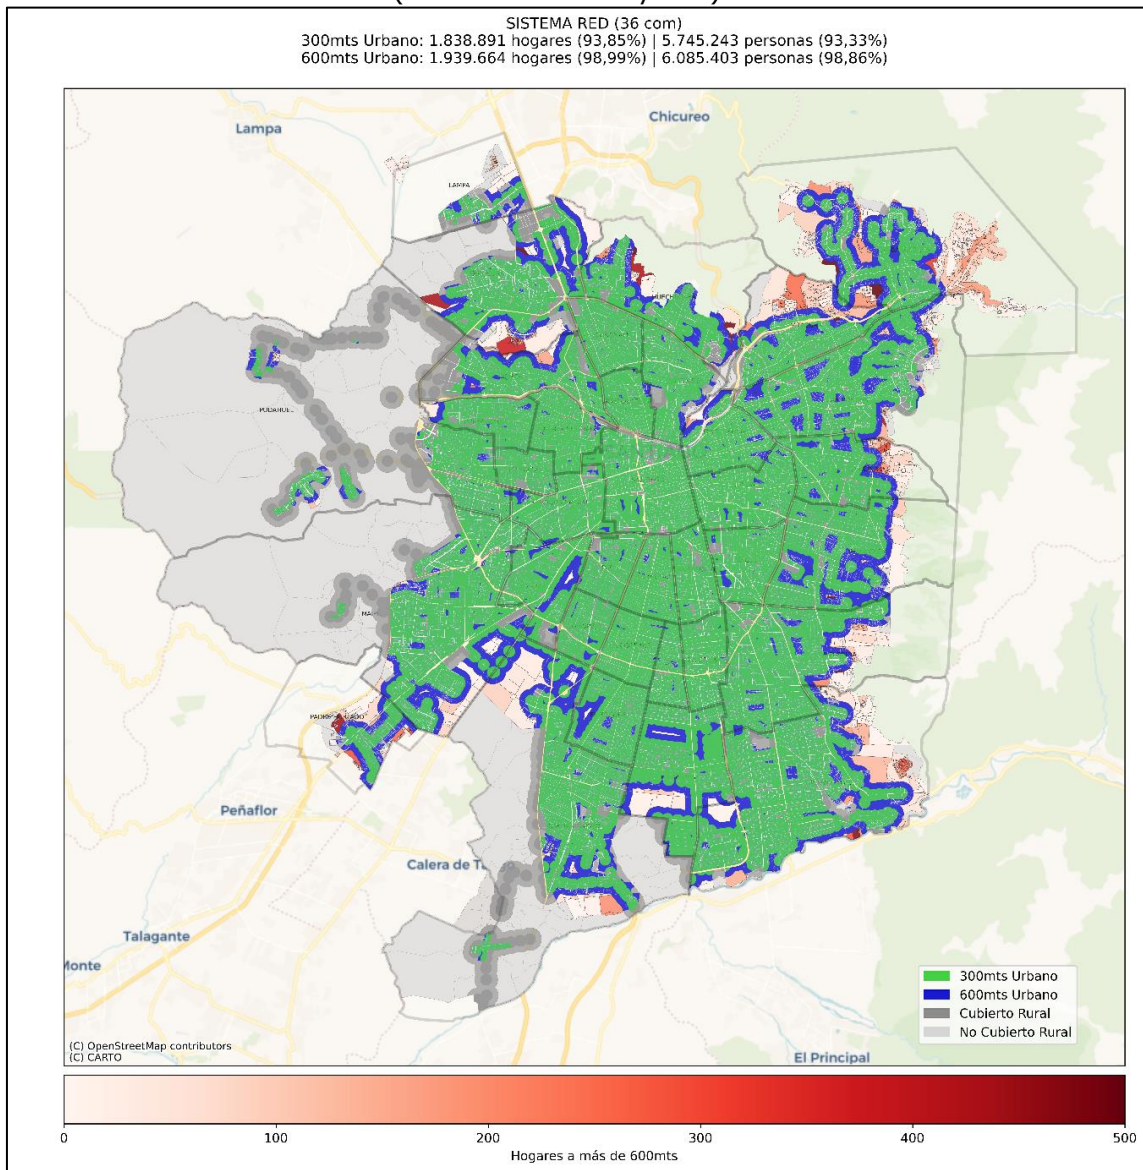 SISTEMA RED (36 com)
300mts Urbano: 1.838.891 hogares (93,85%) | 5.745.243 personas (93,33%)
600mts Urbano: 1.939.664 hogares (98,99%) | 6.085.403 personas (98,86%)
Chicureo
Lampa
LAMPA
PUDAHUEL
Peñaflor
Calera de
Talagante
Monte
300mts Urbano
600mts Urbano
Cubierto Rural
No Cubierto Rural
(C) OpenStreetMap contributors
(C) CARTO
El Principal
0 100 200 300 400 500
Hogares a más de 600mts